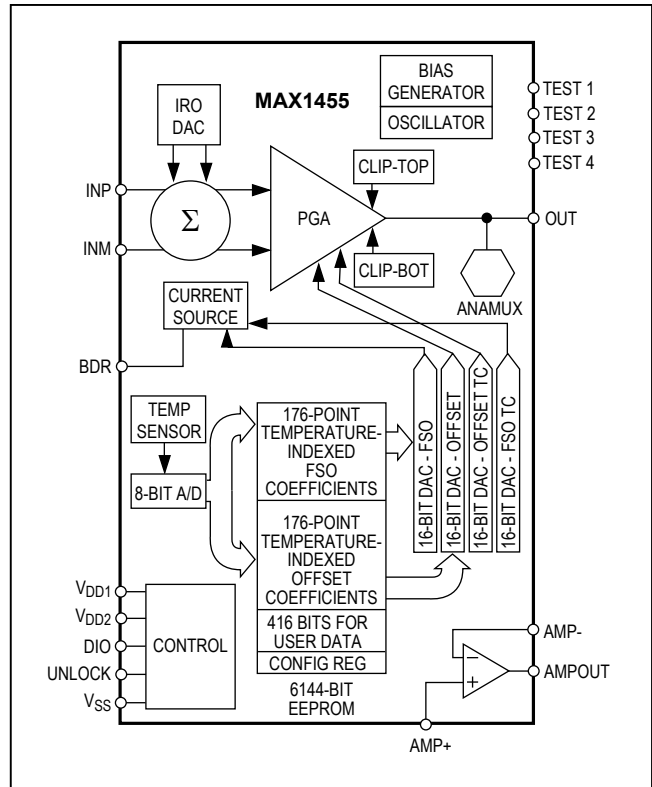 MAX1455
BIAS
GENERATOR
OSCILLATOR
TEST 1
TEST 2
TEST 3
TEST 4
IRO
DAC
INP
INM
Σ
PGA
CLIP-TOP
CLIP-BOT
OUT
ANAMUX
CURRENT
SOURCE
BDR
TEMP
SENSOR
8-BIT A/D
176-POINT
TEMPERATURE-
INDEXED
FSO
COEFFICIENTS
176-POINT
TEMPERATURE-
INDEXED
OFFSET
COEFFICIENTS
416 BITS FOR
USER DATA
CONFIG REG
6144-BIT
EEPROM
16-BIT DAC - FSO
16-BIT DAC - OFFSET
16-BIT DAC - OFFSET TC
16-BIT DAC - FSO TC
VDD1
VDD2
DIO
UNLOCK
VSS
CONTROL
AMP-
−
+
AMPOUT
AMP+